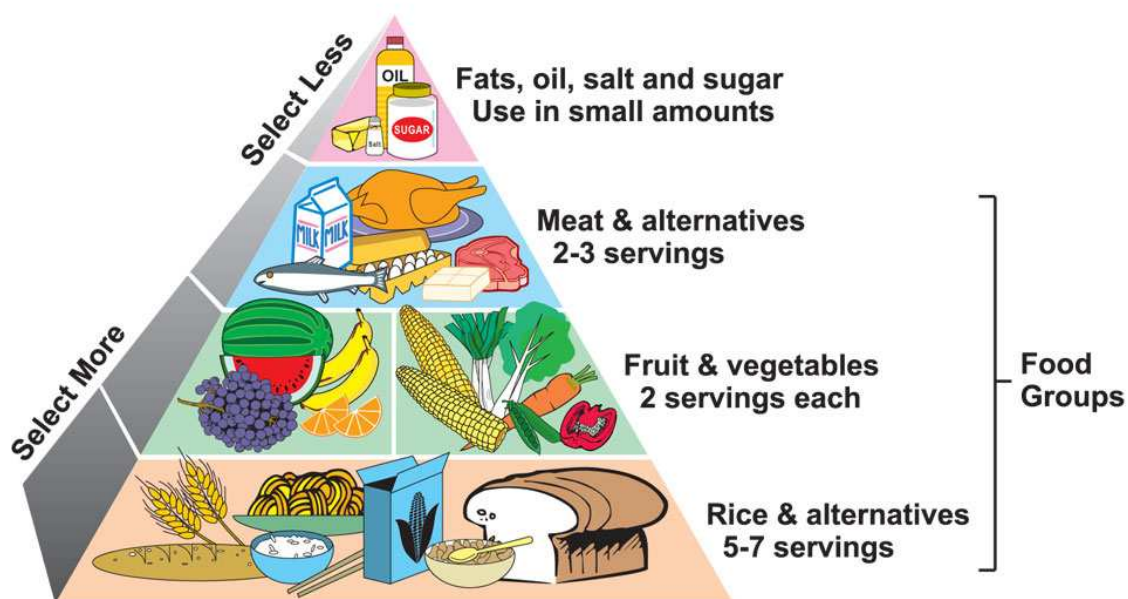 Select Less
Fats, oil, salt and sugar
Use in small amounts
OIL
SUGAR
Salt
Meat & alternatives
2-3 servings
MILK MILK
Select More
Fruit & vegetables
2 servings each
Food
Groups
Rice & alternatives
5-7 servings